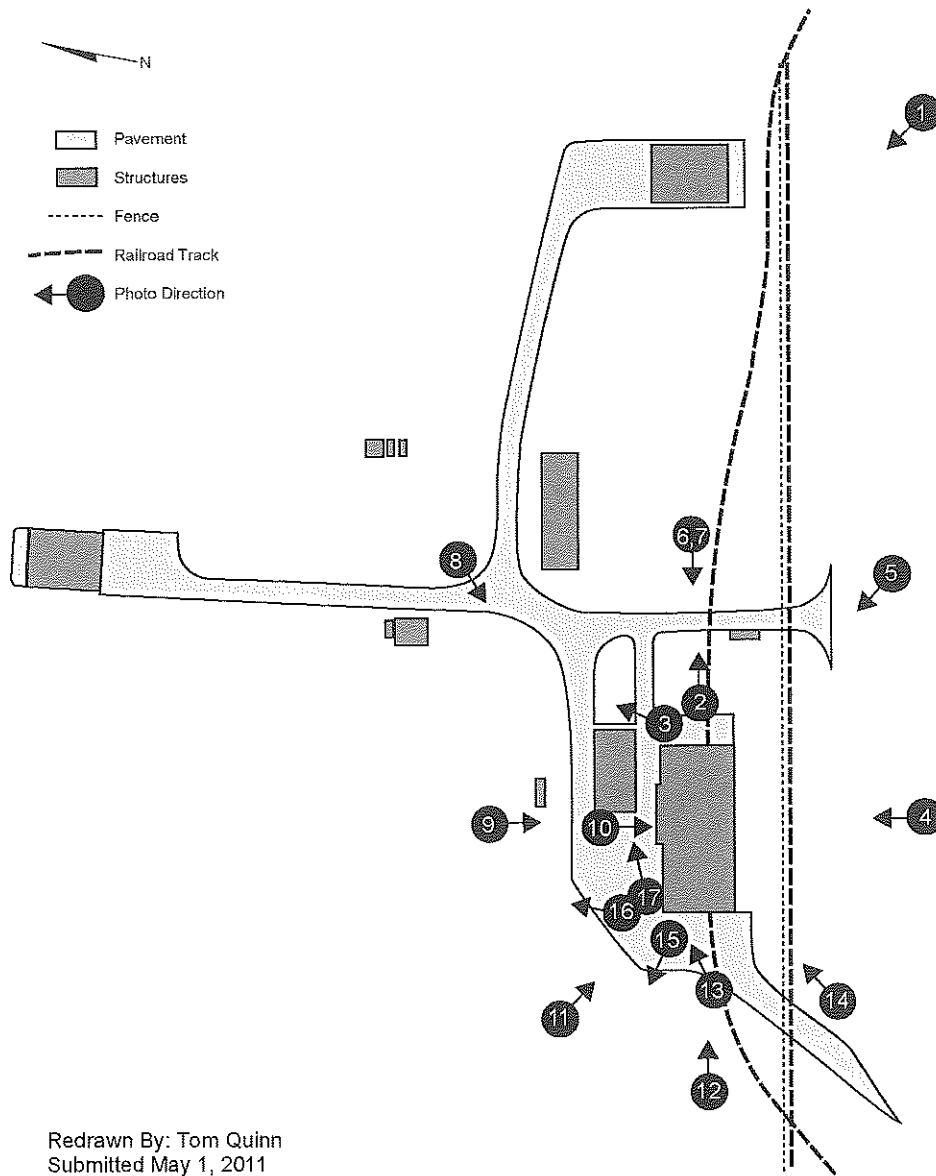 N
Pavement
Structures
Fence
Railroad Track
Photo Direction
1
6,7
8
5
2
3
4
9
10
17
16
15
13
14
11
12
Redrawn By: Tom Quinn
Submitted May 1, 2011